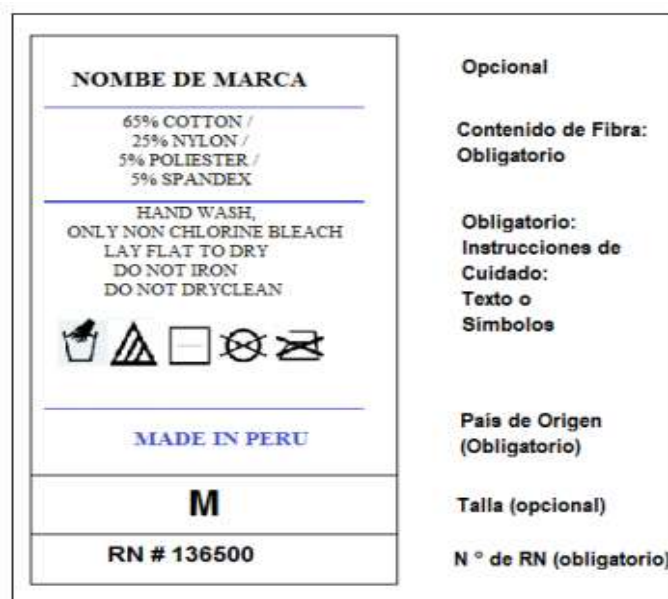 NOMBE DE MARCA
Opcional
65% COTTON /
25% NYLON /
5% POLIESTER /
5% SPANDEX
Contenido de Fibra:
Obligatorio
HAND WASH,
ONLY NON CHLORINE BLEACH
LAY FLAT TO DRY
DO NOT IRON
DO NOT DRYCLEAN
Obligatorio:
Instrucciones de
Cuidado:
Texto o
Símbolos
MADE IN PERU
País de Origen
(Obligatorio)
M
Talla (opcional)
RN # 136500
N ° de RN (obligatorio)